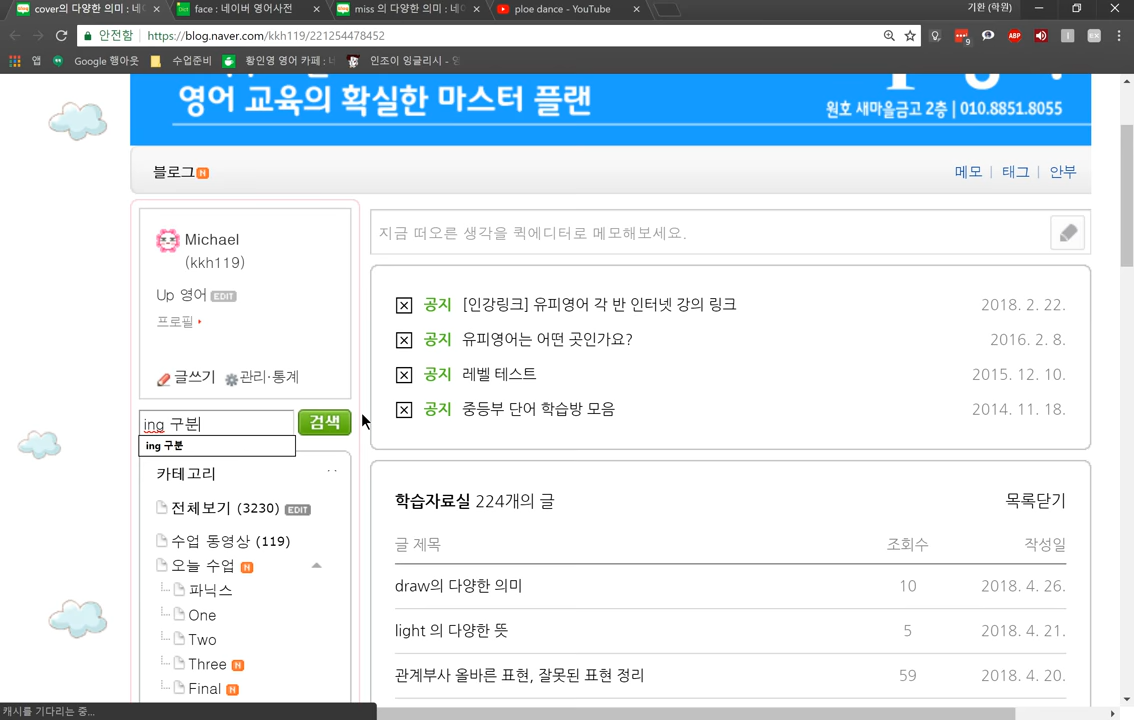 cover의 다양한 의미 : 네
face : 네이버 영어사전
miss 의 다양한 의미 : 네
ploe dance - YouTube
기환 (학원)
안전함
https://blog.naver.com/kkh119/221254478452
앱
Google 행아웃
수업준비
황인영 영어 카페 : 네
인조이 잉글리시 -
영어 교육의 확실한 마스터 플랜
원호 새마을금고 2층 | 010.8851.8055
블로그 N
메모 | 태그 | 안부
Michael
(kkh119)
Up 영어 EDIT
프로필
글쓰기 관리·통계
ing 구분
검색
ing 구분
카테고리
전체보기 (3230) EDIT
수업 동영상 (119)
오늘 수업 N
파닉스
One
Two
Three N
Final N
지금 떠오른 생각을 퀵에디터로 메모해보세요.
공지 [인강링크] 유피영어 각 반 인터넷 강의 링크 2018. 2. 22.
공지 유피영어는 어떤 곳인가요? 2016. 2. 8.
공지 레벨 테스트 2015. 12. 10.
공지 중등부 단어 학습방 모음 2014. 11. 18.
학습자료실 224개의 글 목록닫기
글 제목 조회수 작성일
draw의 다양한 의미 10 2018. 4. 26.
light 의 다양한 뜻 5 2018. 4. 21.
관계부사 올바른 표현, 잘못된 표현 정리 59 2018. 4. 20.
캐시를 기다리는 중...